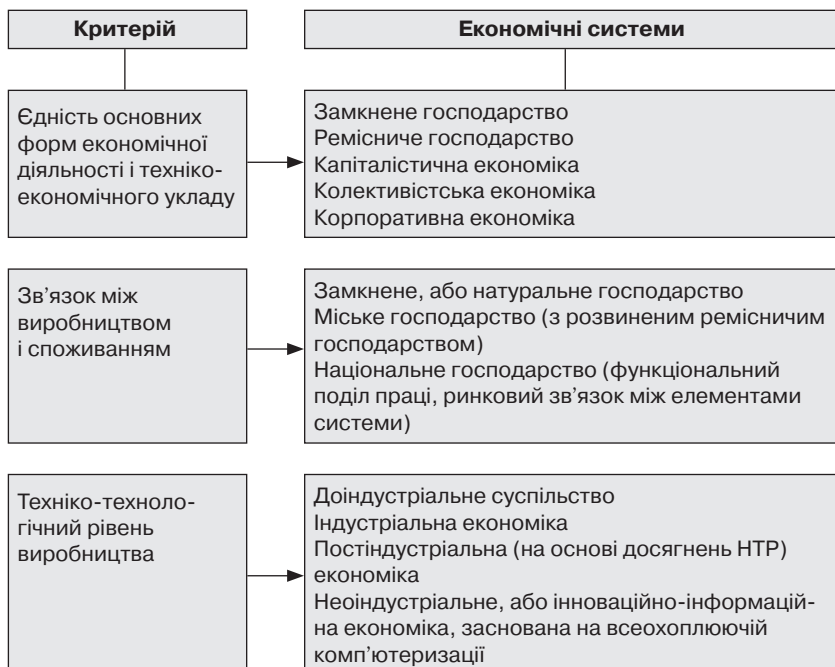 Критерій
Економічні системи
Єдність основних
форм економічної
діяльності і техніко-
економічного укладу
Замкнене господарство
Ремісниче господарство
Капіталістична економіка
Колективістська економіка
Корпоративна економіка
Зв’язок між
виробництвом
і споживанням
Замкнене, або натуральне господарство
Міське господарство (з розвиненим ремісничим
господарством)
Національне господарство (функціональний
поділ праці, ринковий зв’язок між елементами
системи)
Техніко-техноло-
гічний рівень
виробництва
Доіндустріальне суспільство
Індустріальна економіка
Постіндустріальна (на основі досягнень НТР)
економіка
Неоіндустріальне, або інноваційно-інформацій-
на економіка, заснована на всеохоплюючій
комп’ютеризації